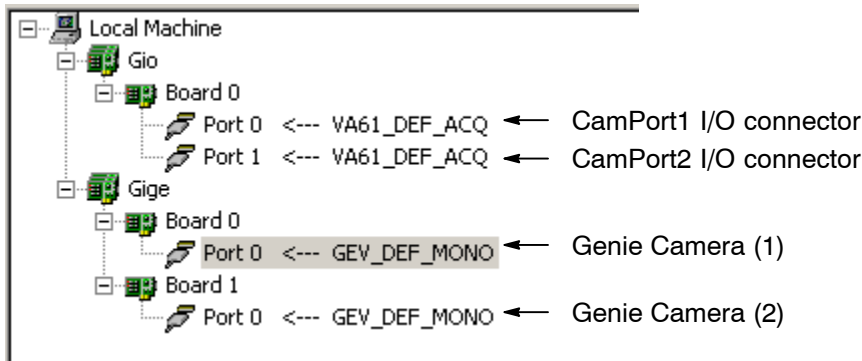 Local Machine
Gio
Board 0
Port 0 <--- VA61_DEF_ACQ CamPort1 I/O connector
Port 1 <--- VA61_DEF_ACQ CamPort2 I/O connector
Gige
Board 0
Port 0 <--- GEV_DEF_MONO Genie Camera (1)
Board 1
Port 0 <--- GEV_DEF_MONO Genie Camera (2)